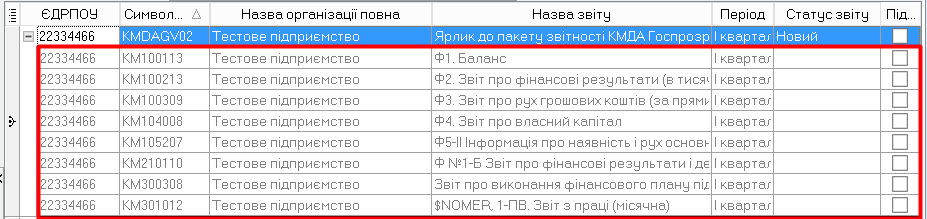 ЄДРПОУ Символ... Назва організації повна Назва звіту Період Статус звіту Під...
22334466 KMDAGV02 Тестове підприємство Ярлик до пакету звітності КМДА Госпрозр І квартал Новий
22334466 KM100113 Тестове підприємство Ф1. Баланс І квартал
22334466 KM100213 Тестове підприємство Ф2. Звіт про фінансові результати (в тисяч І квартал
22334466 KM100309 Тестове підприємство Ф3. Звіт про рух грошових коштів (за прями І квартал
22334466 KM104008 Тестове підприємство Ф4. Звіт про власний капітал І квартал
22334466 KM105207 Тестове підприємство Ф5-ІІ Інформація про наявність і рух основн І квартал
22334466 KM210110 Тестове підприємство Ф №1-Б Звіт про фінансові результати і де І квартал
22334466 KM300308 Тестове підприємство Звіт про виконання фінансового плану під І квартал
22334466 KM301012 Тестове підприємство $NOMER, 1-ПВ. Звіт з праці (місячна) І квартал